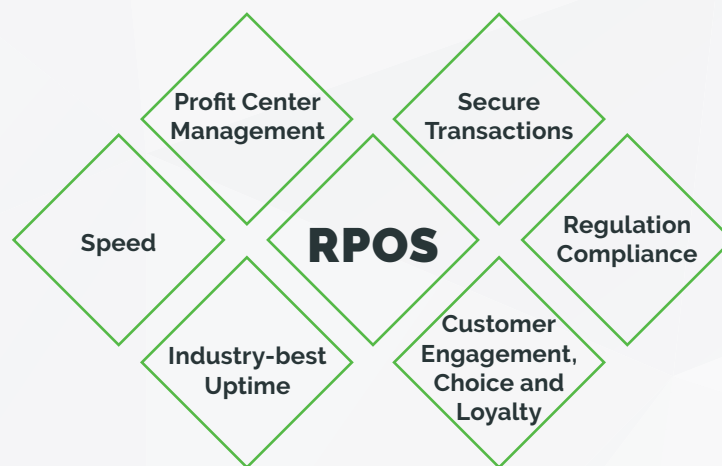 Profit Center
Management
Secure
Transactions
Speed
RPOS
Regulation
Compliance
Industry-best
Uptime
Customer
Engagement,
Choice and
Loyalty